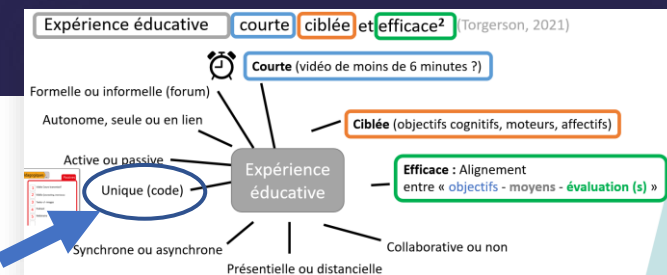 Expérience éducative courte ciblée et efficace² (Torgerson, 2021)
Courte (vidéo de moins de 6 minutes ?)
Formelle ou informelle (forum)
Autonome, seule ou en lien
Ciblée (objectifs cognitifs, moteurs, affectifs)
Active ou passive
Expérience
éducative
Efficace : Alignement
entre « objectifs - moyens - évaluation (s) »
Unique (code)
Synchrone ou asynchrone
Collaborative ou non
Présentielle ou distancielle